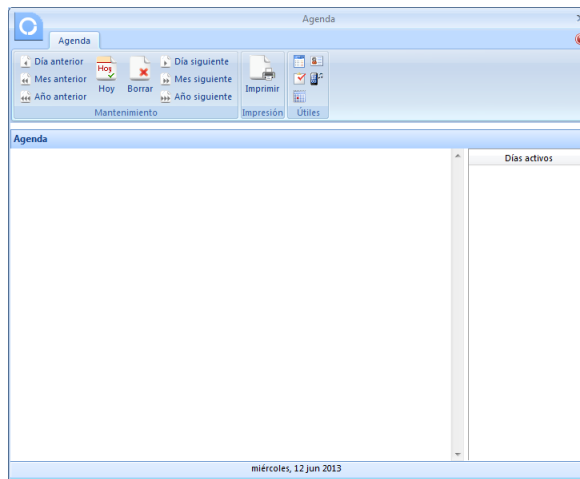 Agenda
Agenda
Día anterior
Mes anterior
Año anterior
Hoy
Hoy
Borrar
Día siguiente
Mes siguiente
Año siguiente
Imprimir
Mantenimiento
Impresión
Útiles
Agenda
Días activos
miércoles, 12 jun 2013